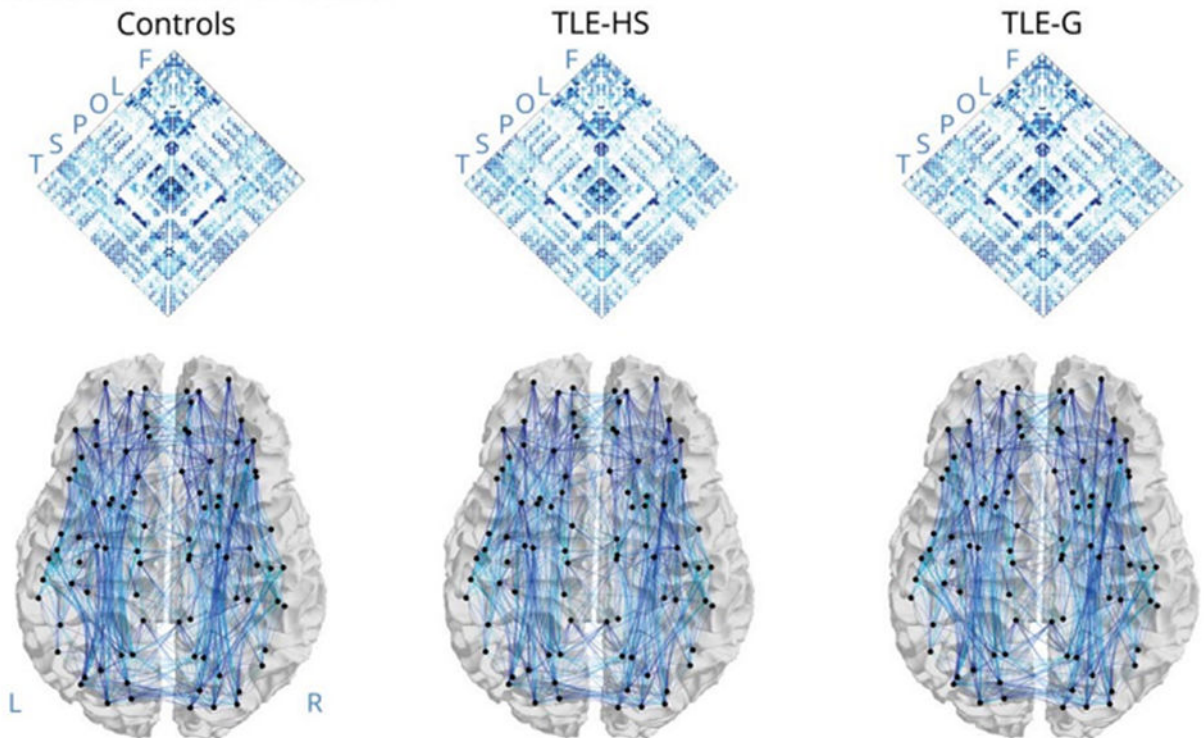 Controls TLE-HS TLE-G
F F F
L L L
O O O
P P P
S S S
T T T
L R